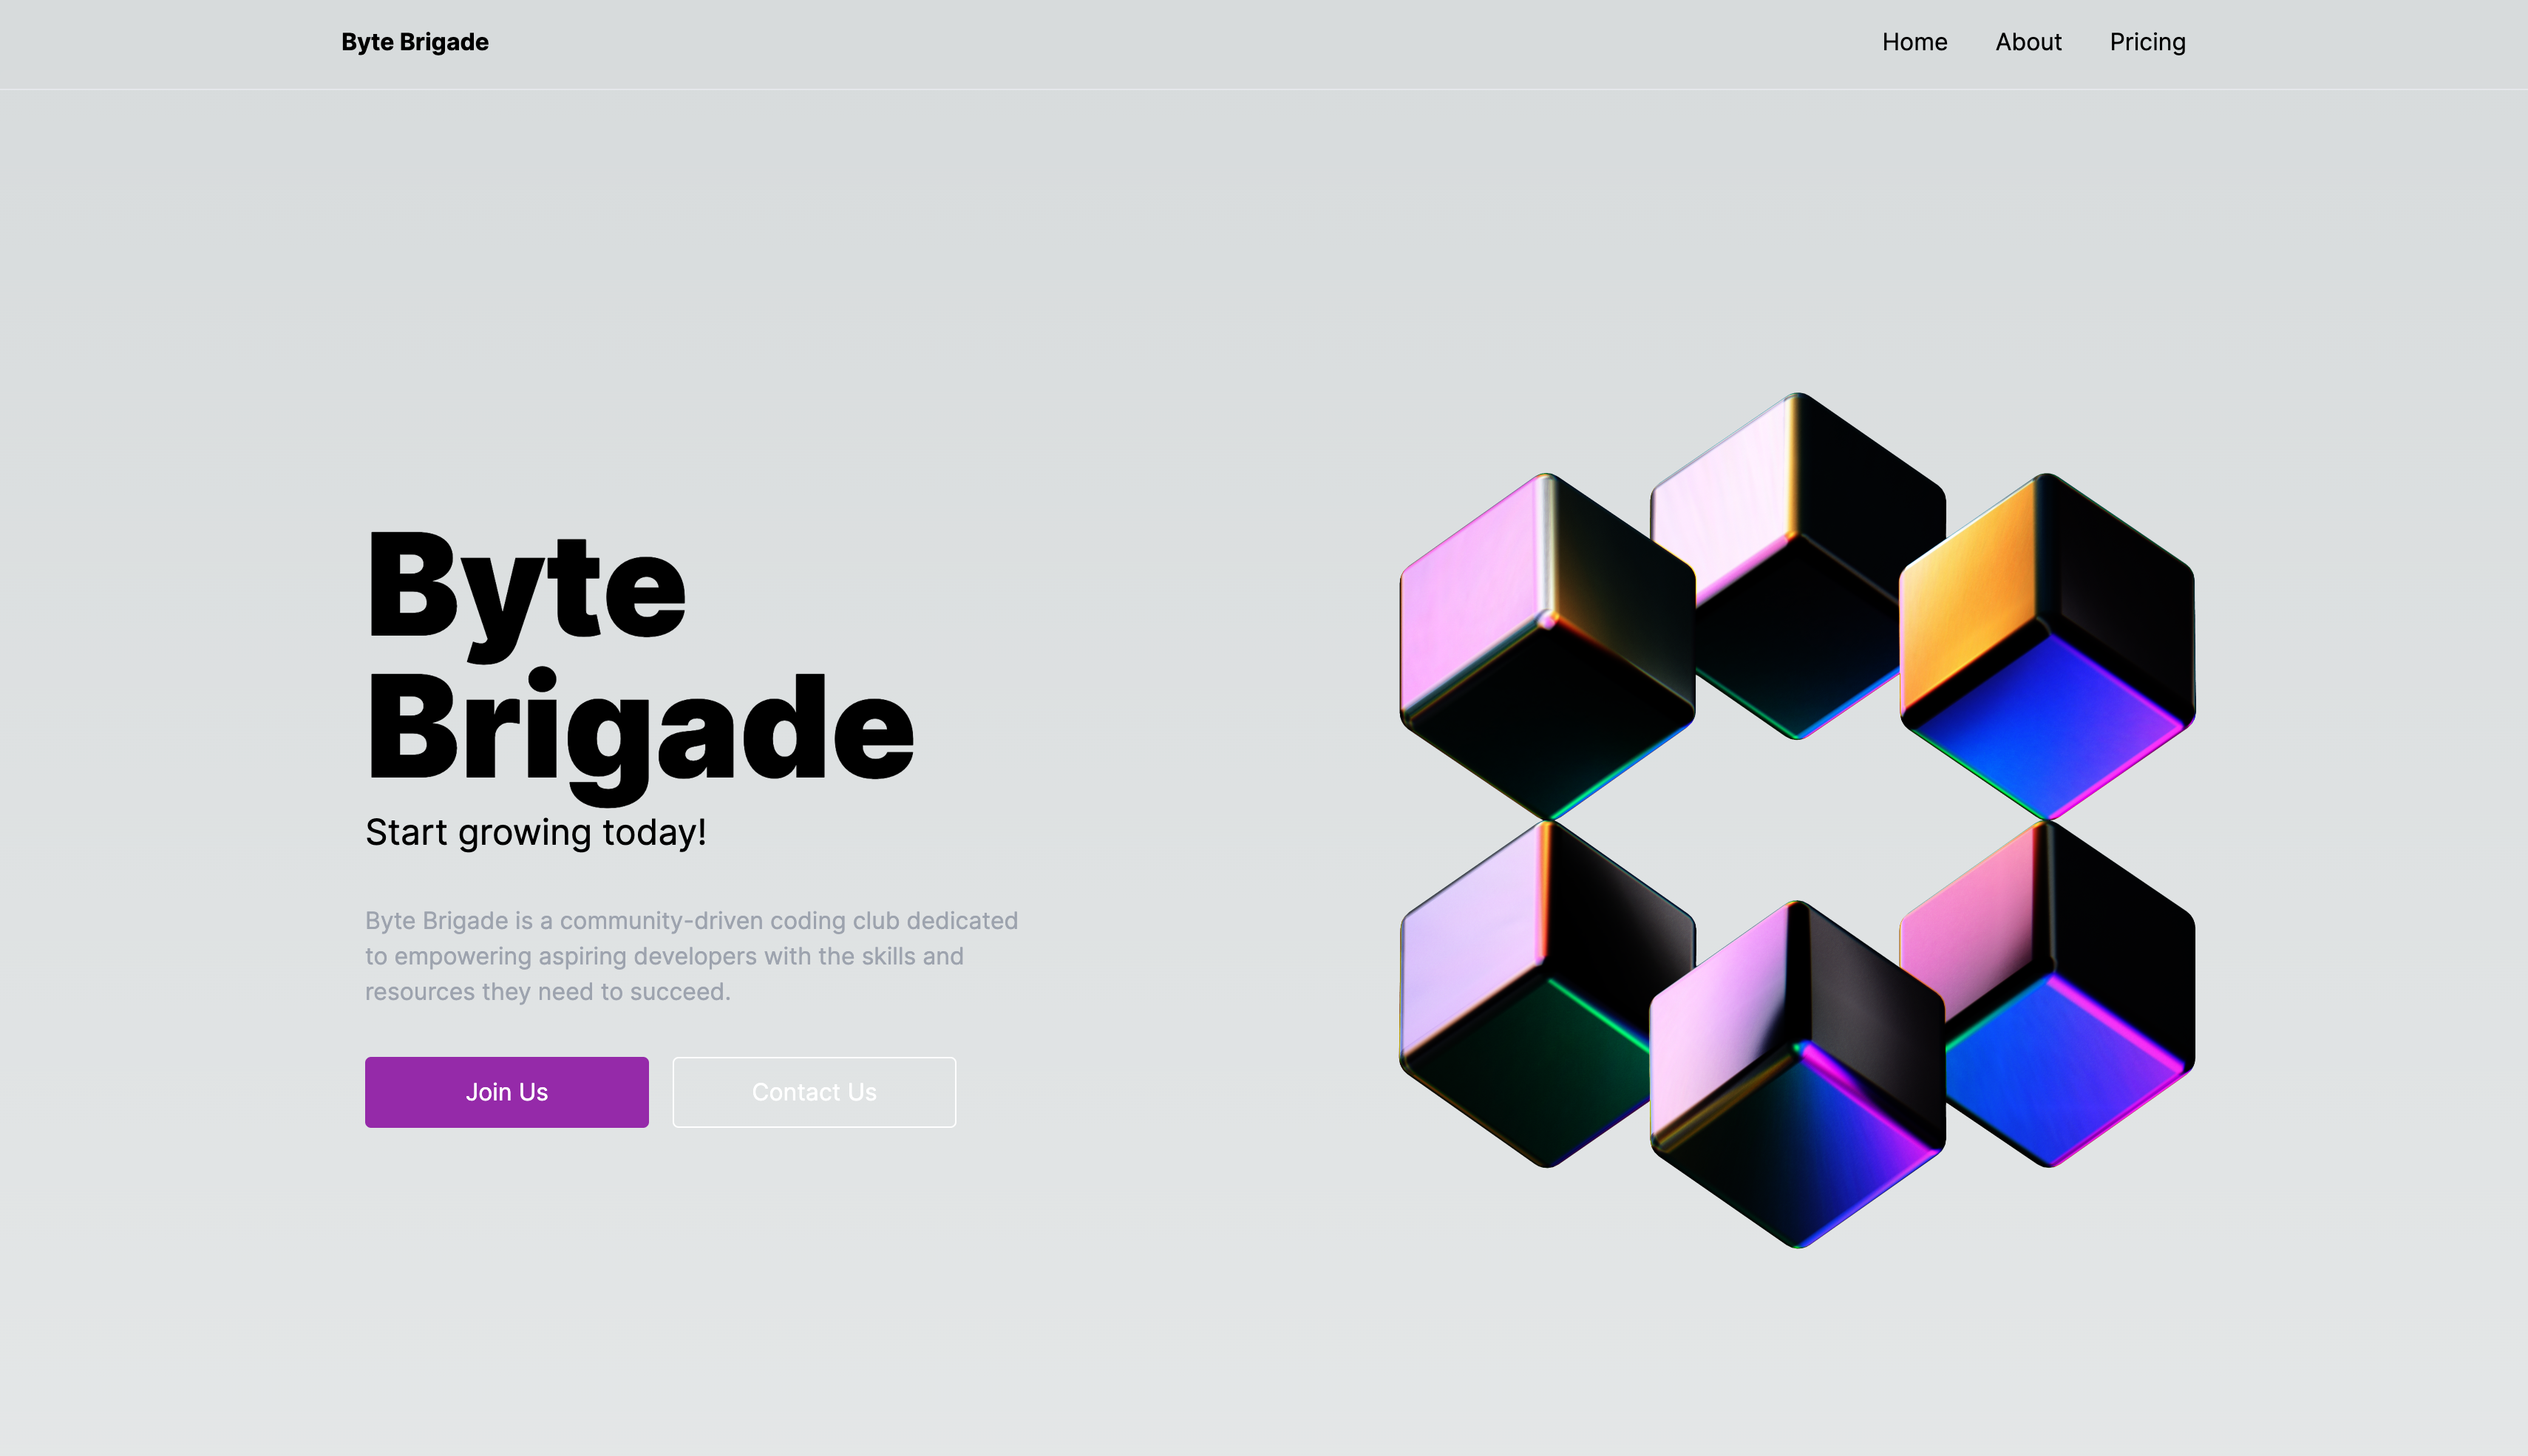 Byte Brigade
Home About Pricing
Byte
Brigade
Start growing today!
Byte Brigade is a community-driven coding club dedicated
to empowering aspiring developers with the skills and
resources they need to succeed.
Join Us
Contact Us